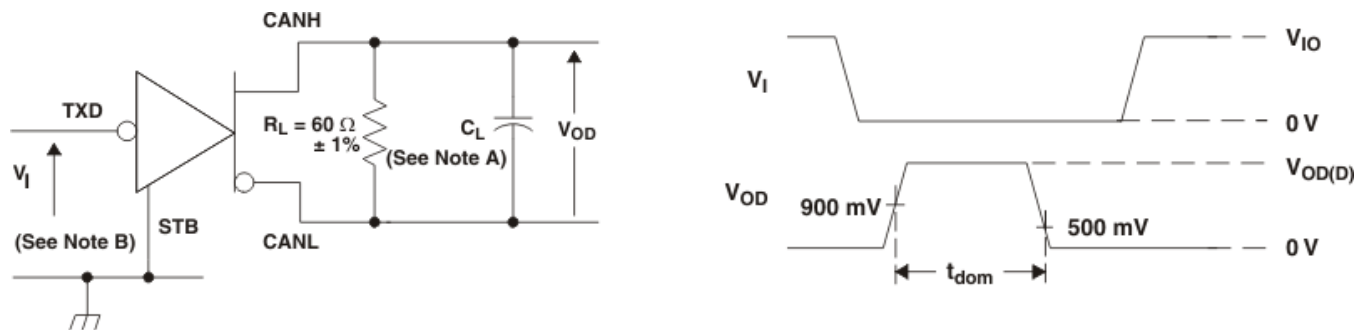 CANH
TXD
R_L = 60 Ω
± 1%
(See Note A)
C_L
V_OD
V_I
(See Note B)
STB
CANL
V_I
V_IO
0 V
V_OD
900 mV
500 mV
V_OD(D)
0 V
t_dom